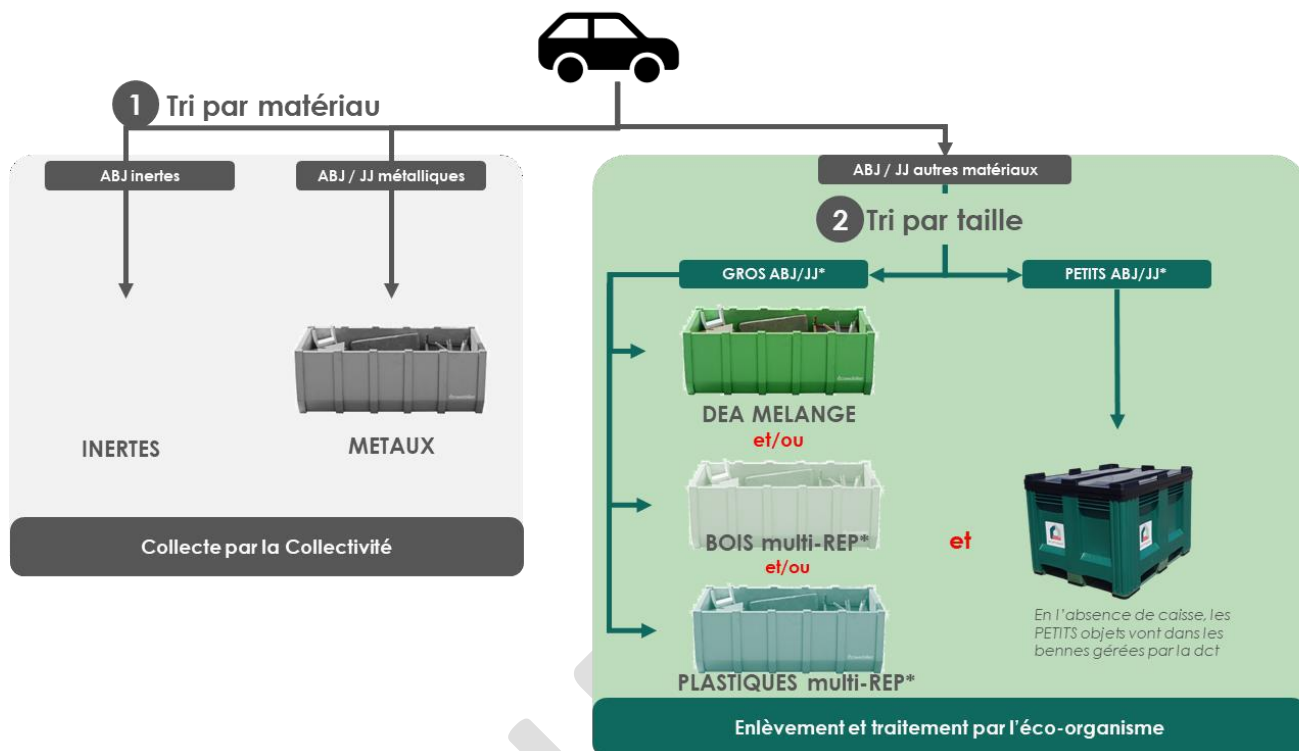 1 Tri par matériau
ABJ inertes
ABJ / JJ métalliques
ABJ / JJ autres matériaux
2 Tri par taille
GROS ABJ/JJ*
PETITS ABJ/JJ*
INERTES
METAUX
Collecte par la Collectivité
DEA MELANGE
et/ou
BOIS multi-REP*
et/ou
PLASTIQUES multi-REP*
et
En l'absence de caisse, les
PETITS objets vont dans les
bennes gérées par la dct
Enlèvement et traitement par l'éco-organisme